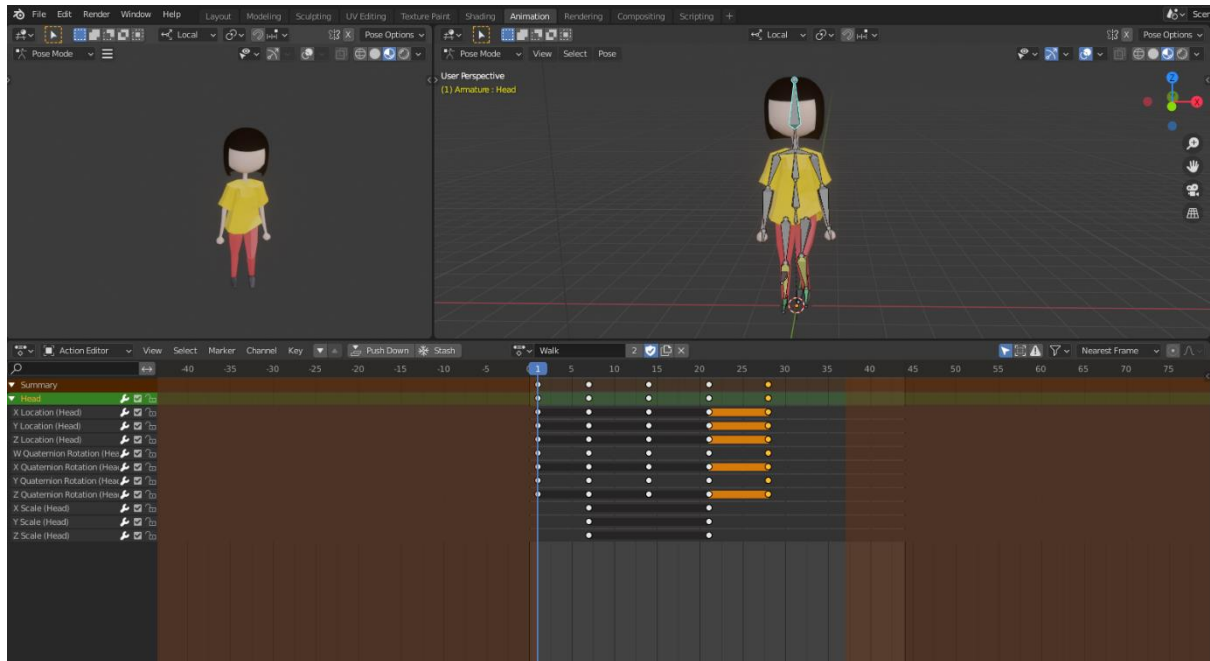 File Edit Render Window Help Layout Modeling Sculpting UV Editing Texture Paint Shading Animation Rendering Compositing Scripting + Scen
Local X Pose Options Local X Pose Options
Pose Mode Pose Mode View Select Pose
User Perspective
(1) Armature : Head
Z
X
Action Editor View Select Marker Channel Key Push Down Stash Walk 2 Nearest Frame
-40 -35 -30 -25 -20 -15 -10 -5 0 1 5 10 15 20 25 30 35 40 45 50 55 60 65 70 75
Summary
Head
X Location (Head)
Y Location (Head)
Z Location (Head)
W Quaternion Rotation (Hea
X Quaternion Rotation (Hea
Y Quaternion Rotation (Hea
Z Quaternion Rotation (Hea
X Scale (Head)
Y Scale (Head)
Z Scale (Head)